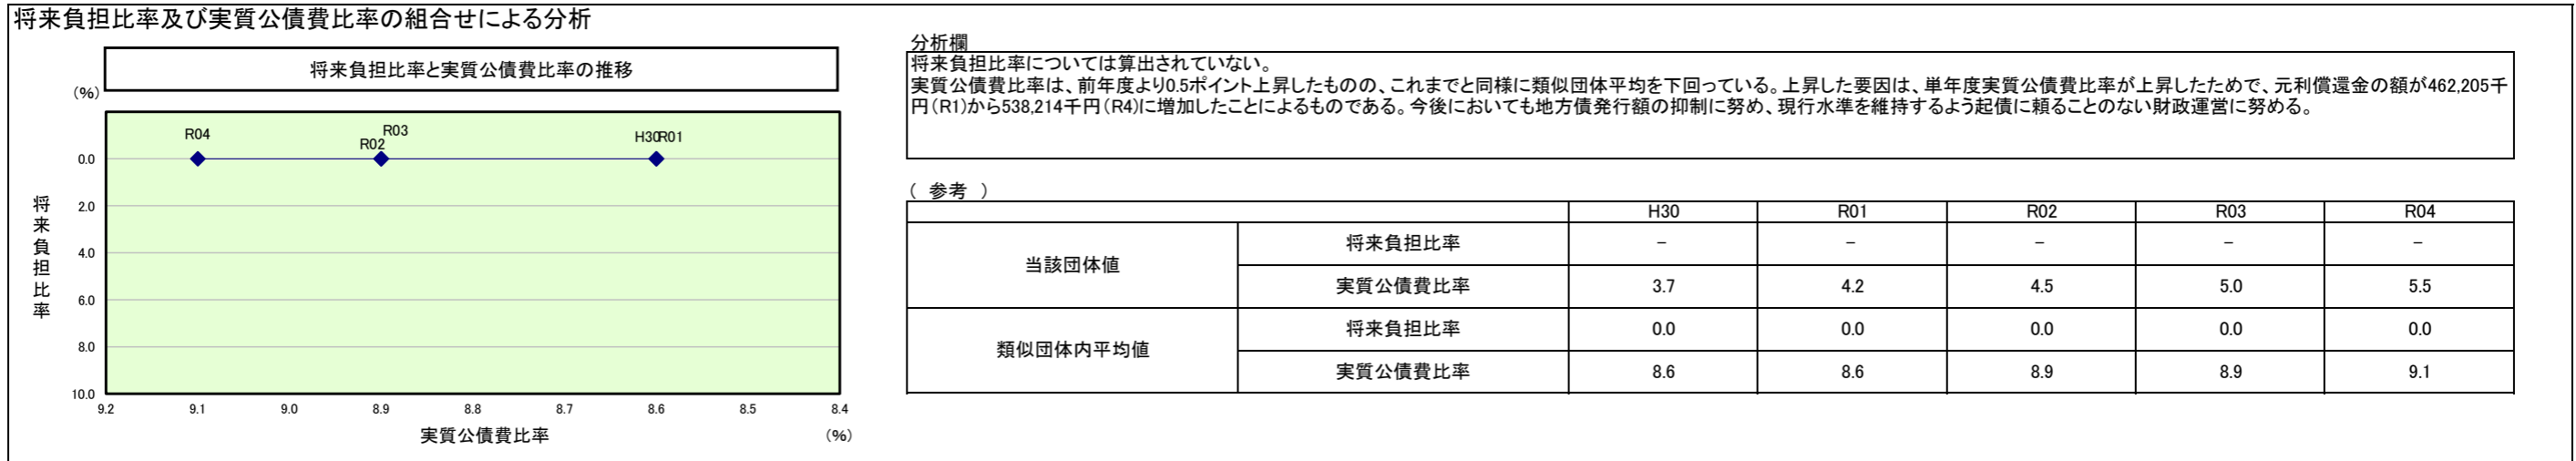 将来負担比率及び実質公債費比率の組合せによる分析
将来負担比率と実質公債費比率の推移
(%)
R04
R03
R02
H30
R01
0.0
2.0
4.0
6.0
8.0
10.0
将来負担比率
9.2 9.1 9.0 8.9 8.8 8.7 8.6 8.5 8.4
実質公債費比率
(%)
分析欄
将来負担比率については算出されていない。
実質公債費比率は、前年度より0.5ポイント上昇したものの、これまでと同様に類似団体平均を下回っている。上昇した要因は、単年度実質公債費比率が上昇したためで、元利償還金の額が462,205千
円(R1)から538,214千円(R4)に増加したことによるものである。今後においても地方債発行額の抑制に努め、現行水準を維持するよう起債に頼ることのない財政運営に努める。
( 参考 )
H30 R01 R02 R03 R04
当該団体値
将来負担比率 − − − − −
実質公債費比率 3.7 4.2 4.5 5.0 5.5
類似団体内平均値
将来負担比率 0.0 0.0 0.0 0.0 0.0
実質公債費比率 8.6 8.6 8.9 8.9 9.1